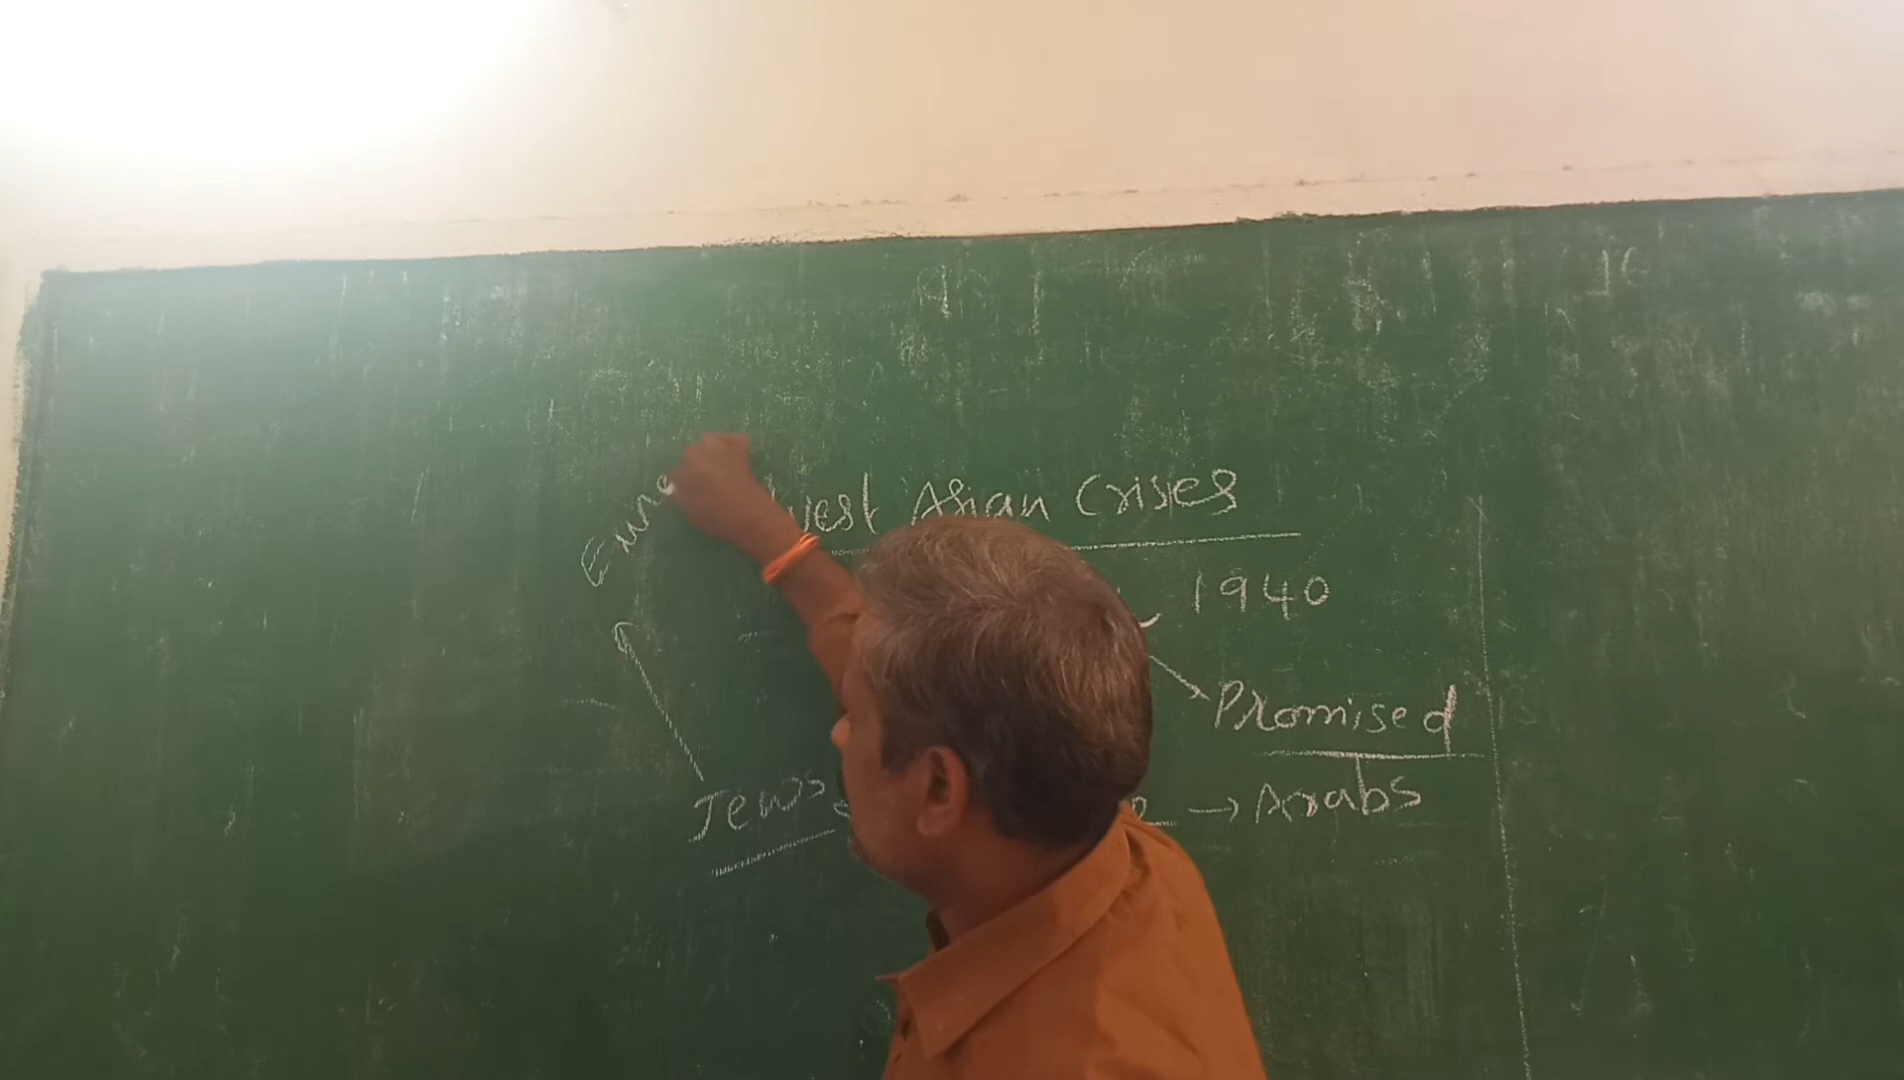 West Asian Crises
1940
Promised
Jews
→ Arabs